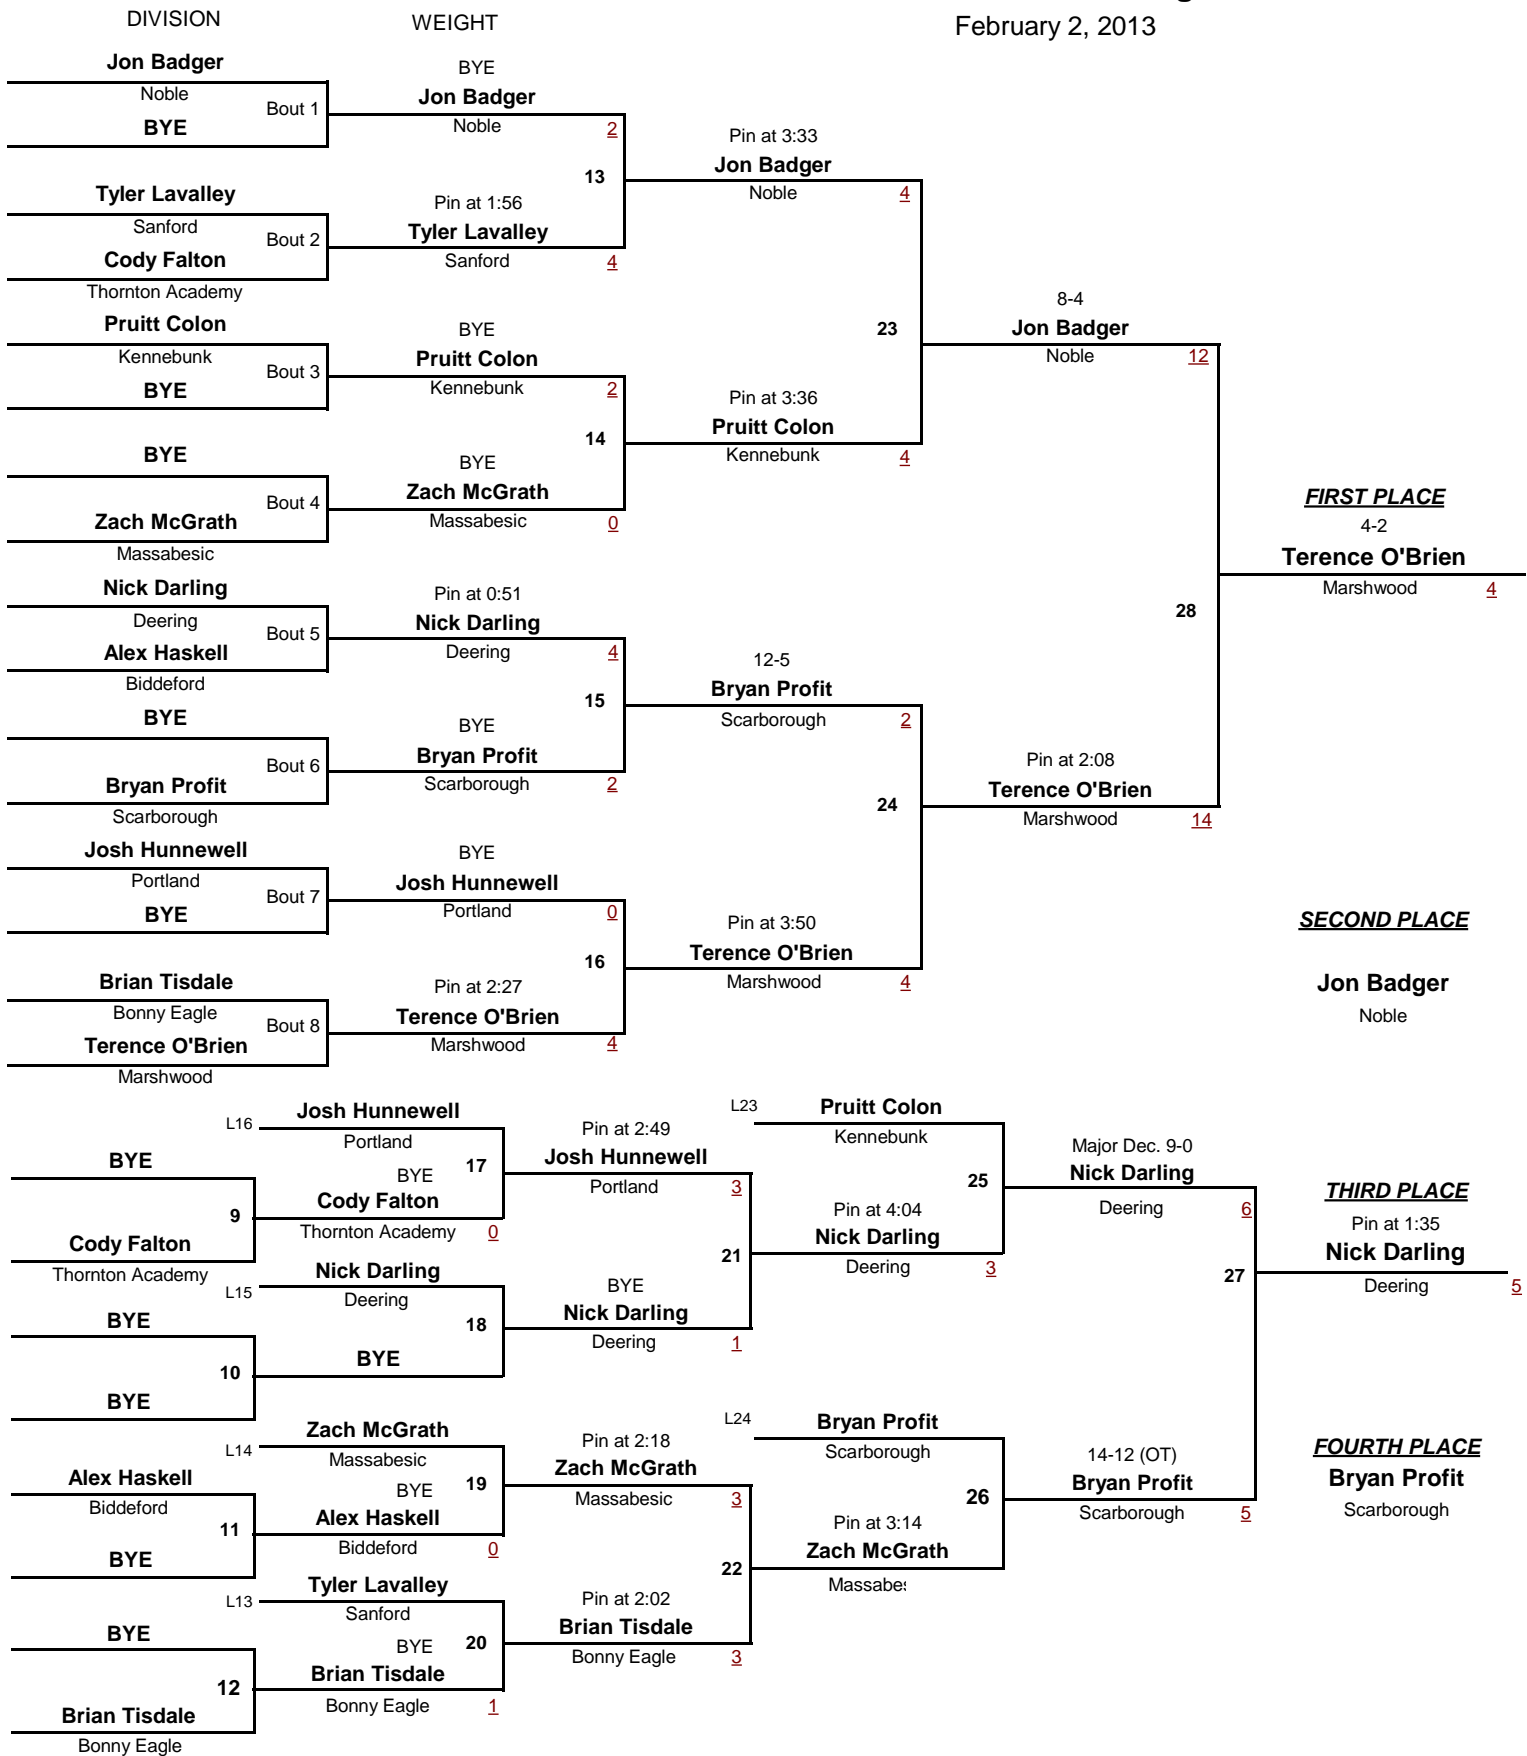 DIVISION
WEIGHT
February 2, 2013
Jon Badger
Noble
BYE
Bout 1
BYE
Jon Badger
Noble
2
Tyler Lavalley
Sanford
Cody Falton
Thornton Academy
Bout 2
Pin at 1:56
Tyler Lavalley
Sanford
4
13
Pin at 3:33
Jon Badger
Noble
4
Pruitt Colon
Kennebunk
BYE
Bout 3
BYE
Pruitt Colon
Kennebunk
2
BYE
Zach McGrath
Massabesic
Bout 4
BYE
Zach McGrath
Massabesic
0
14
Pin at 3:36
Pruitt Colon
Kennebunk
4
23
8-4
Jon Badger
Noble
12
Nick Darling
Deering
Alex Haskell
Biddeford
Bout 5
Pin at 0:51
Nick Darling
Deering
4
BYE
Bryan Profit
Scarborough
Bout 6
BYE
Bryan Profit
Scarborough
2
15
12-5
Bryan Profit
Scarborough
2
Josh Hunnewell
Portland
BYE
Bout 7
BYE
Josh Hunnewell
Portland
0
Brian Tisdale
Bonny Eagle
Terence O'Brien
Marshwood
Bout 8
Pin at 2:27
Terence O'Brien
Marshwood
4
16
Pin at 3:50
Terence O'Brien
Marshwood
4
24
Pin at 2:08
Terence O'Brien
Marshwood
14
28
FIRST PLACE
4-2
Terence O'Brien
Marshwood
4
SECOND PLACE
Jon Badger
Noble
L16
Josh Hunnewell
Portland
BYE
Cody Falton
Thornton Academy
9
BYE
Cody Falton
Thornton Academy
0
17
Pin at 2:49
Josh Hunnewell
Portland
3
L15
Nick Darling
Deering
BYE
BYE
10
BYE
18
BYE
Nick Darling
Deering
1
21
L23
Pruitt Colon
Kennebunk
Pin at 4:04
Nick Darling
Deering
3
25
Major Dec. 9-0
Nick Darling
Deering
6
L14
Zach McGrath
Massabesic
Alex Haskell
Biddeford
BYE
11
BYE
Alex Haskell
Biddeford
0
19
Pin at 2:18
Zach McGrath
Massabesic
3
L13
Tyler Lavalley
Sanford
BYE
Brian Tisdale
Bonny Eagle
12
BYE
Brian Tisdale
Bonny Eagle
1
20
Pin at 2:02
Brian Tisdale
Bonny Eagle
3
22
L24
Bryan Profit
Scarborough
Pin at 3:14
Zach McGrath
26
14-12 (OT)
Bryan Profit
Scarborough
5
27
THIRD PLACE
Pin at 1:35
Nick Darling
Deering
5
FOURTH PLACE
Bryan Profit
Scarborough